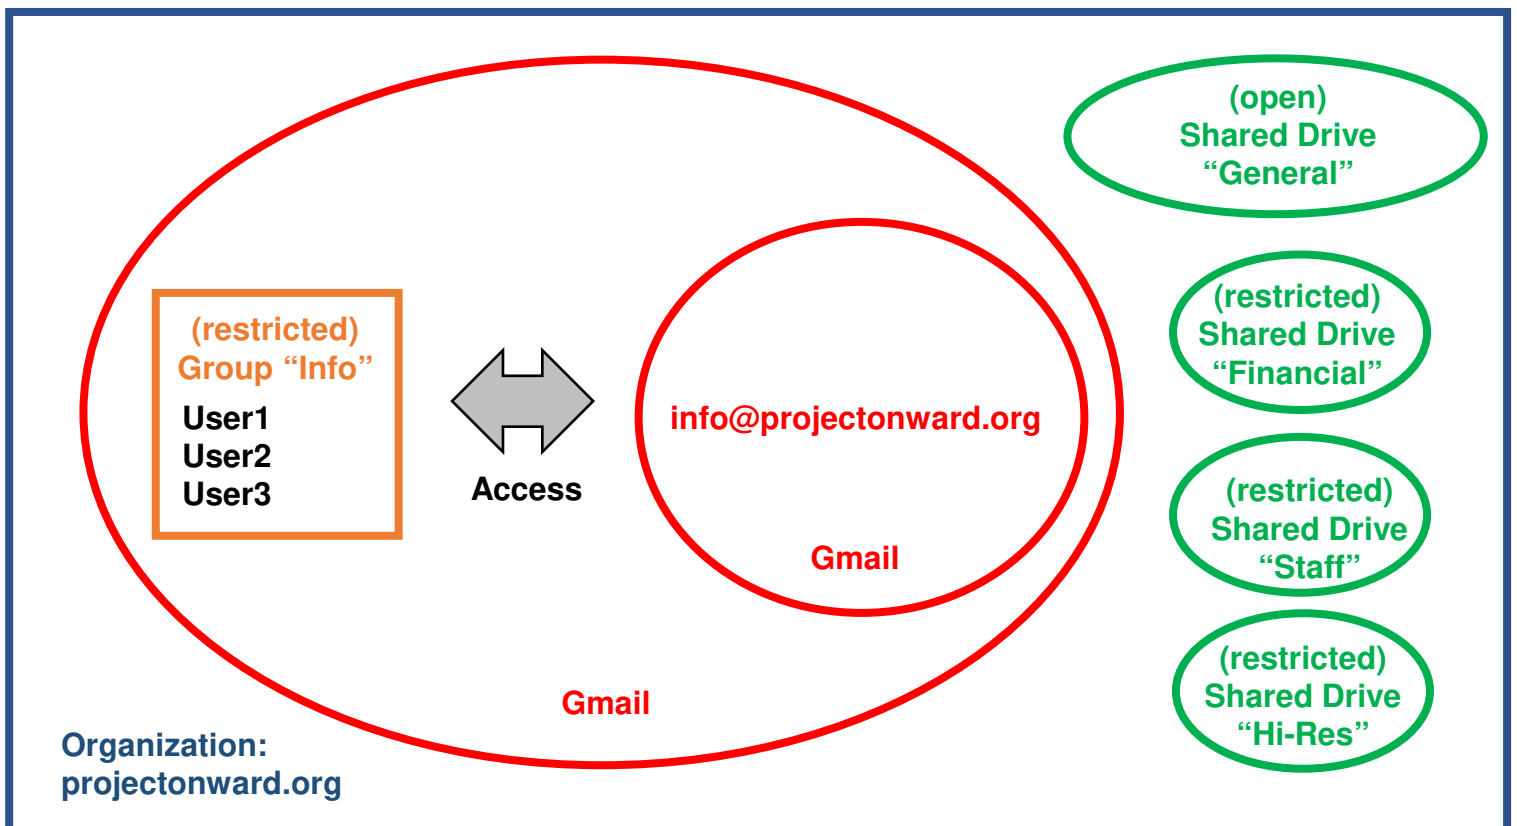 (open)
Shared Drive
“General”
(restricted)
Group “Info”
User1
User2
User3
Access
info@projectonward.org
Gmail
Gmail
(restricted)
Shared Drive
“Financial”
(restricted)
Shared Drive
“Staff”
(restricted)
Shared Drive
“Hi-Res”
Organization:
projectonward.org